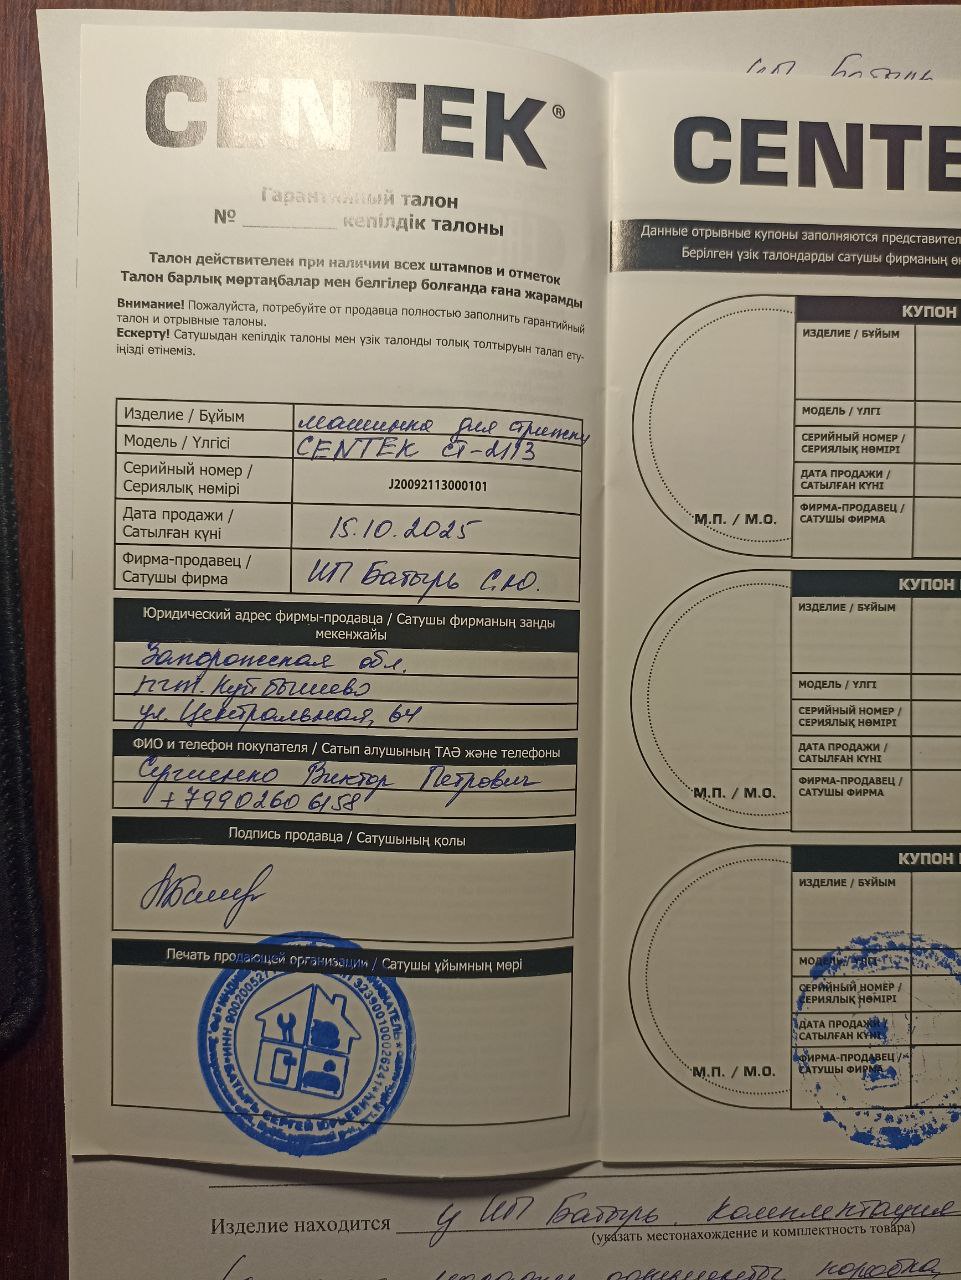 ИП Батырь
CENTEK®
Гарантийный талон
№ ________ кепілдік талоны
Талон действителен при наличии всех штампов и отметок
Талон барлық мөртаңбалар мен белгілер болғанда ғана жарамды
Внимание! Пожалуйста, потребуйте от продавца полностью заполнить гарантийный
талон и отрывные талоны.
Ескерту! Сатушыдан кепілдік талоны мен үзік талонды толық толтыруын талап ету-
іңізді өтінеміз.
Изделие / Бұйым машинка для стрижки
Модель / Үлгісі CENTEK CT-2113
Серийный номер /
Сериялық нөмірі J20092113000101
Дата продажи /
Сатылған күні 15.10.2025
Фирма-продавец /
Сатушы фирма ИП Батырь С.Ю.
Юридический адрес фирмы-продавца / Сатушы фирманың заңды
мекенжайы
Запорожская обл.
пгт. Куйбышево
ул. Центральная, 64
ФИО и телефон покупателя / Сатып алушының ТАӘ және телефоны
Сергиенко Виктор Петрович
+79902606158
Подпись продавца / Сатушының қолы
Печать продающей организации / Сатушы ұйымның мөрі
БАТЫРЬ СЕРГЕЙ ЮРЬЕВИЧ
CENTE
Данные отрывные купоны заполняются представител
Берілген үзік талондарды сатушы фирманың өк
КУПОН
ИЗДЕЛИЕ / БҰЙЫМ
МОДЕЛЬ / ҮЛГІ
СЕРИЙНЫЙ НОМЕР /
СЕРИЯЛЫҚ НӨМІРІ
ДАТА ПРОДАЖИ /
САТЫЛҒАН КҮНІ
ФИРМА-ПРОДАВЕЦ /
САТУШЫ ФИРМА
М.П. / М.О.
КУПОН
ИЗДЕЛИЕ / БҰЙЫМ
МОДЕЛЬ / ҮЛГІ
СЕРИЙНЫЙ НОМЕР /
СЕРИЯЛЫҚ НӨМІРІ
ДАТА ПРОДАЖИ /
САТЫЛҒАН КҮНІ
ФИРМА-ПРОДАВЕЦ /
САТУШЫ ФИРМА
М.П. / М.О.
КУПОН
ИЗДЕЛИЕ / БҰЙЫМ
МОДЕЛЬ / ҮЛГІ
СЕРИЙНЫЙ НОМЕР /
СЕРИЯЛЫҚ НӨМІРІ
ДАТА ПРОДАЖИ /
САТЫЛҒАН КҮНІ
ФИРМА-ПРОДАВЕЦ /
САТУШЫ ФИРМА
М.П. / М.О.
Изделие находится у ИП Батырь. Комплектация
(указать местонахождение и комплектность товара)
документы коробка